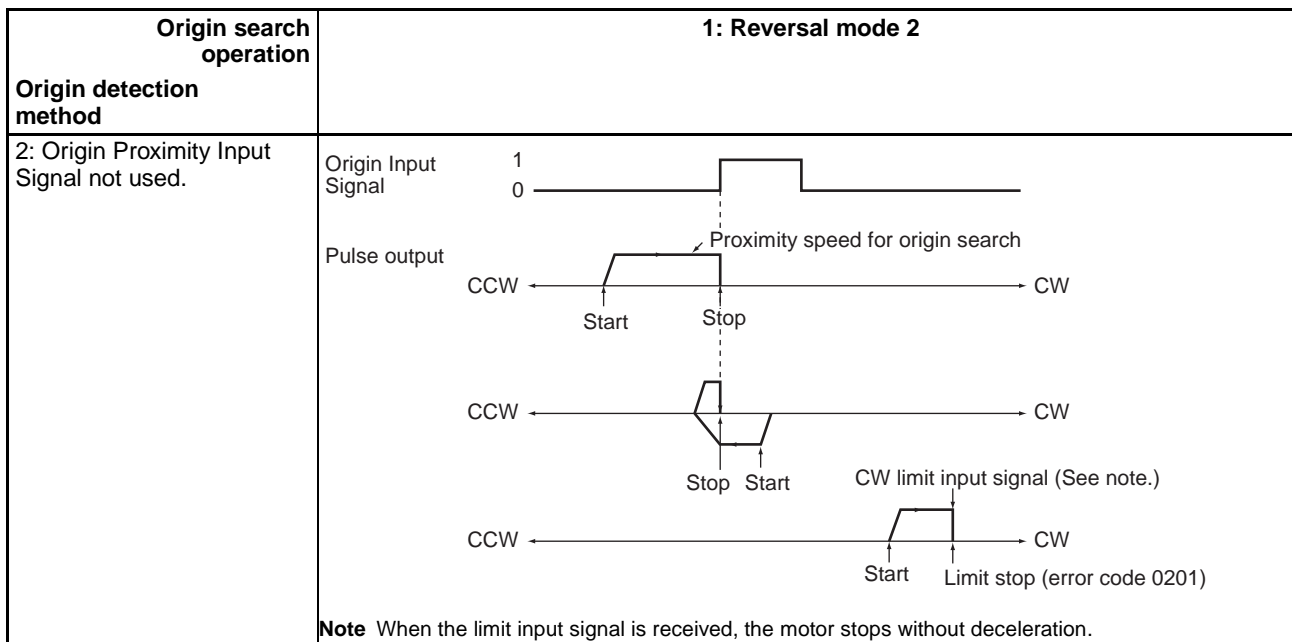 Origin search
operation
1: Reversal mode 2
Origin detection
method
2: Origin Proximity Input
Signal not used.
Origin Input
Signal
1
0
Pulse output
Proximity speed for origin search
CCW
CW
Start
Stop
CCW
CW
Stop
Start
CW limit input signal (See note.)
CCW
CW
Start
Limit stop (error code 0201)
Note When the limit input signal is received, the motor stops without deceleration.